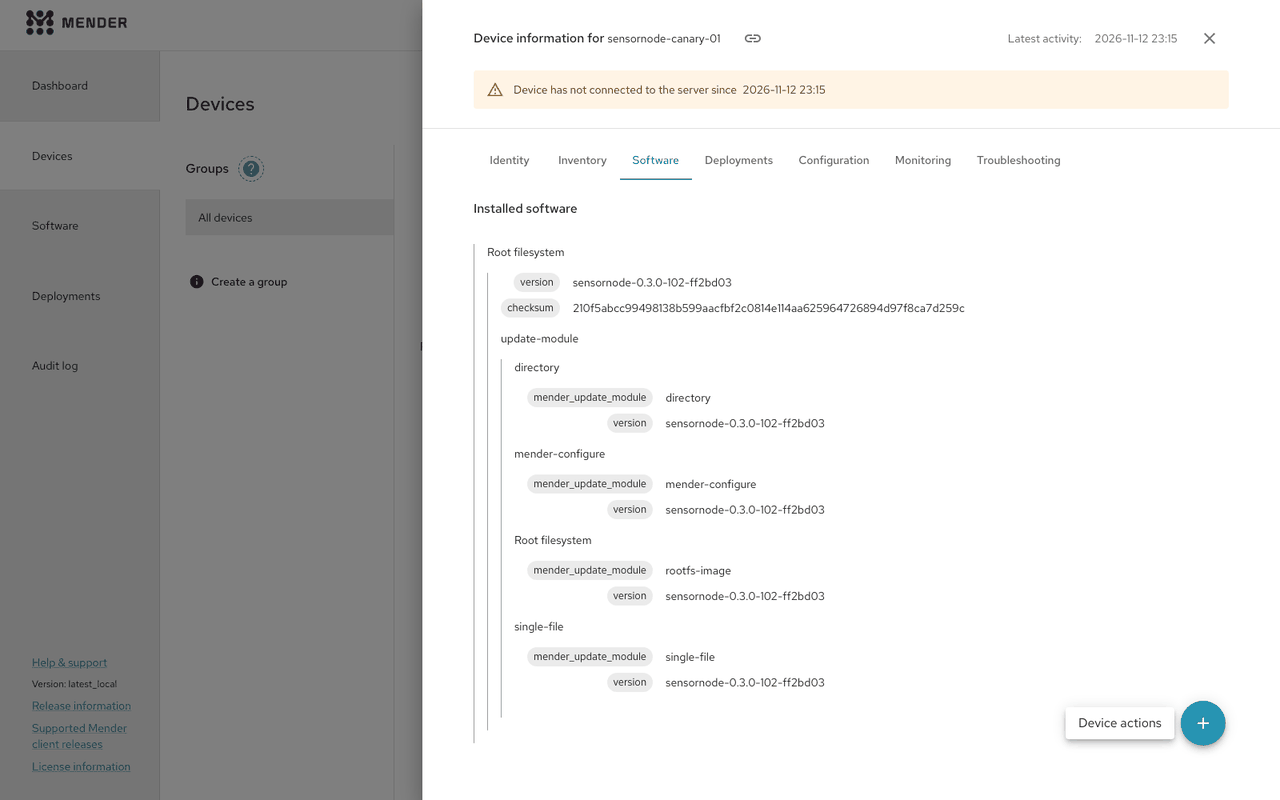 MENDER
Dashboard
Devices
Software
Deployments
Audit log
Help & support
Version: latest_local
Release information
Supported Mender
client releases
License information
Devices
Groups ?
All devices
Create a group
Device information for sensornode-canary-01
Latest activity: 2026-11-12 23:15
Device has not connected to the server since 2026-11-12 23:15
Identity Inventory Software Deployments Configuration Monitoring Troubleshooting
Installed software
Root filesystem
version sensornode-0.3.0-102-ff2bd03
checksum 210f5abcc99498138b599aacfbf2c0814e114aa625964726894d97f8ca7d259c
update-module
directory
mender_update_module directory
version sensornode-0.3.0-102-ff2bd03
mender-configure
mender_update_module mender-configure
version sensornode-0.3.0-102-ff2bd03
Root filesystem
mender_update_module rootfs-image
version sensornode-0.3.0-102-ff2bd03
single-file
mender_update_module single-file
version sensornode-0.3.0-102-ff2bd03
Device actions